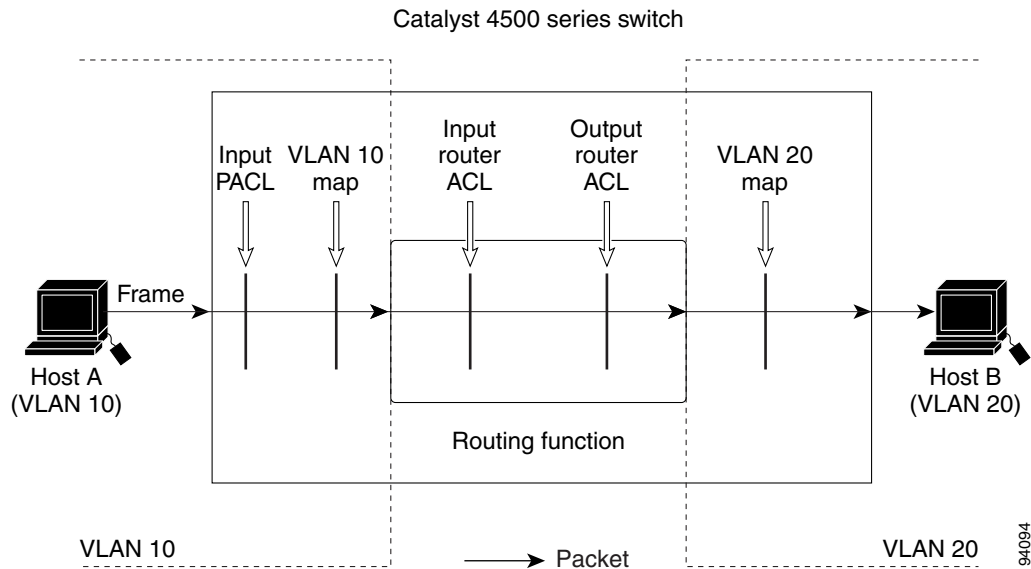 Catalyst 4500 series switch
Input
PACL
VLAN 10
map
Input
router
ACL
Output
router
ACL
VLAN 20
map
Frame
Host A
(VLAN 10)
Host B
(VLAN 20)
Routing function
VLAN 10
Packet
VLAN 20
94094